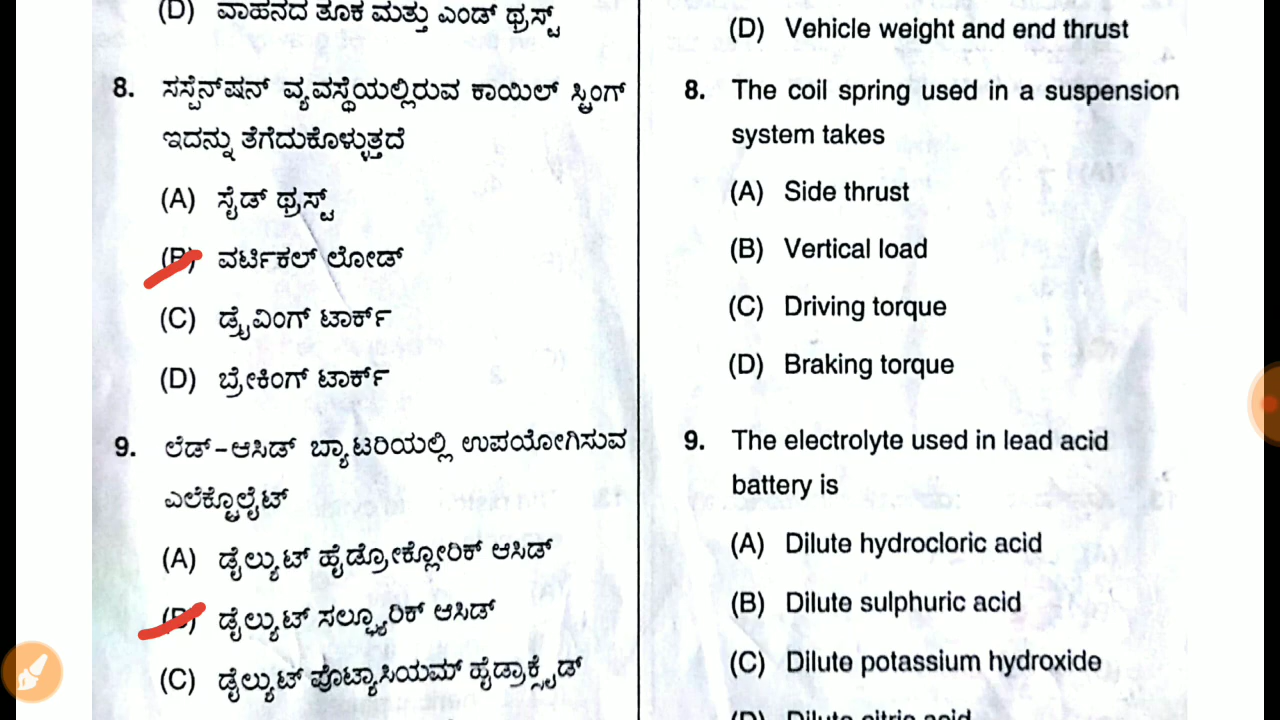 (D) ವಾಹನದ ತೂಕ ಮತ್ತು ಎಂಡ್ ಥ್ರಸ್ಟ್
8. ಸಸ್ಪೆನ್‌ಷನ್ ವ್ಯವಸ್ಥೆಯಲ್ಲಿರುವ ಕಾಯಿಲ್ ಸ್ಪ್ರಿಂಗ್
ಇದನ್ನು ತೆಗೆದುಕೊಳ್ಳುತ್ತದೆ
(A) ಸೈಡ್ ಥ್ರಸ್ಟ್
(B) ವರ್ಟಿಕಲ್ ಲೋಡ್
(C) ಡ್ರೈವಿಂಗ್ ಟಾರ್ಕ್
(D) ಬ್ರೇಕಿಂಗ್ ಟಾರ್ಕ್
9. ಲೆಡ್-ಆಸಿಡ್ ಬ್ಯಾಟರಿಯಲ್ಲಿ ಉಪಯೋಗಿಸುವ
ಎಲೆಕ್ಟ್ರೊಲೈಟ್
(A) ಡೈಲ್ಯುಟ್ ಹೈಡ್ರೋಕ್ಲೋರಿಕ್ ಆಸಿಡ್
(B) ಡೈಲ್ಯುಟ್ ಸಲ್ಫ್ಯೂರಿಕ್ ಆಸಿಡ್
(C) ಡೈಲ್ಯುಟ್ ಪೊಟ್ಯಾಸಿಯಮ್ ಹೈಡ್ರಾಕ್ಸೈಡ್
(D) Vehicle weight and end thrust
8. The coil spring used in a suspension
system takes
(A) Side thrust
(B) Vertical load
(C) Driving torque
(D) Braking torque
9. The electrolyte used in lead acid
battery is
(A) Dilute hydrocloric acid
(B) Dilute sulphuric acid
(C) Dilute potassium hydroxide
(D) Dilute citric acid